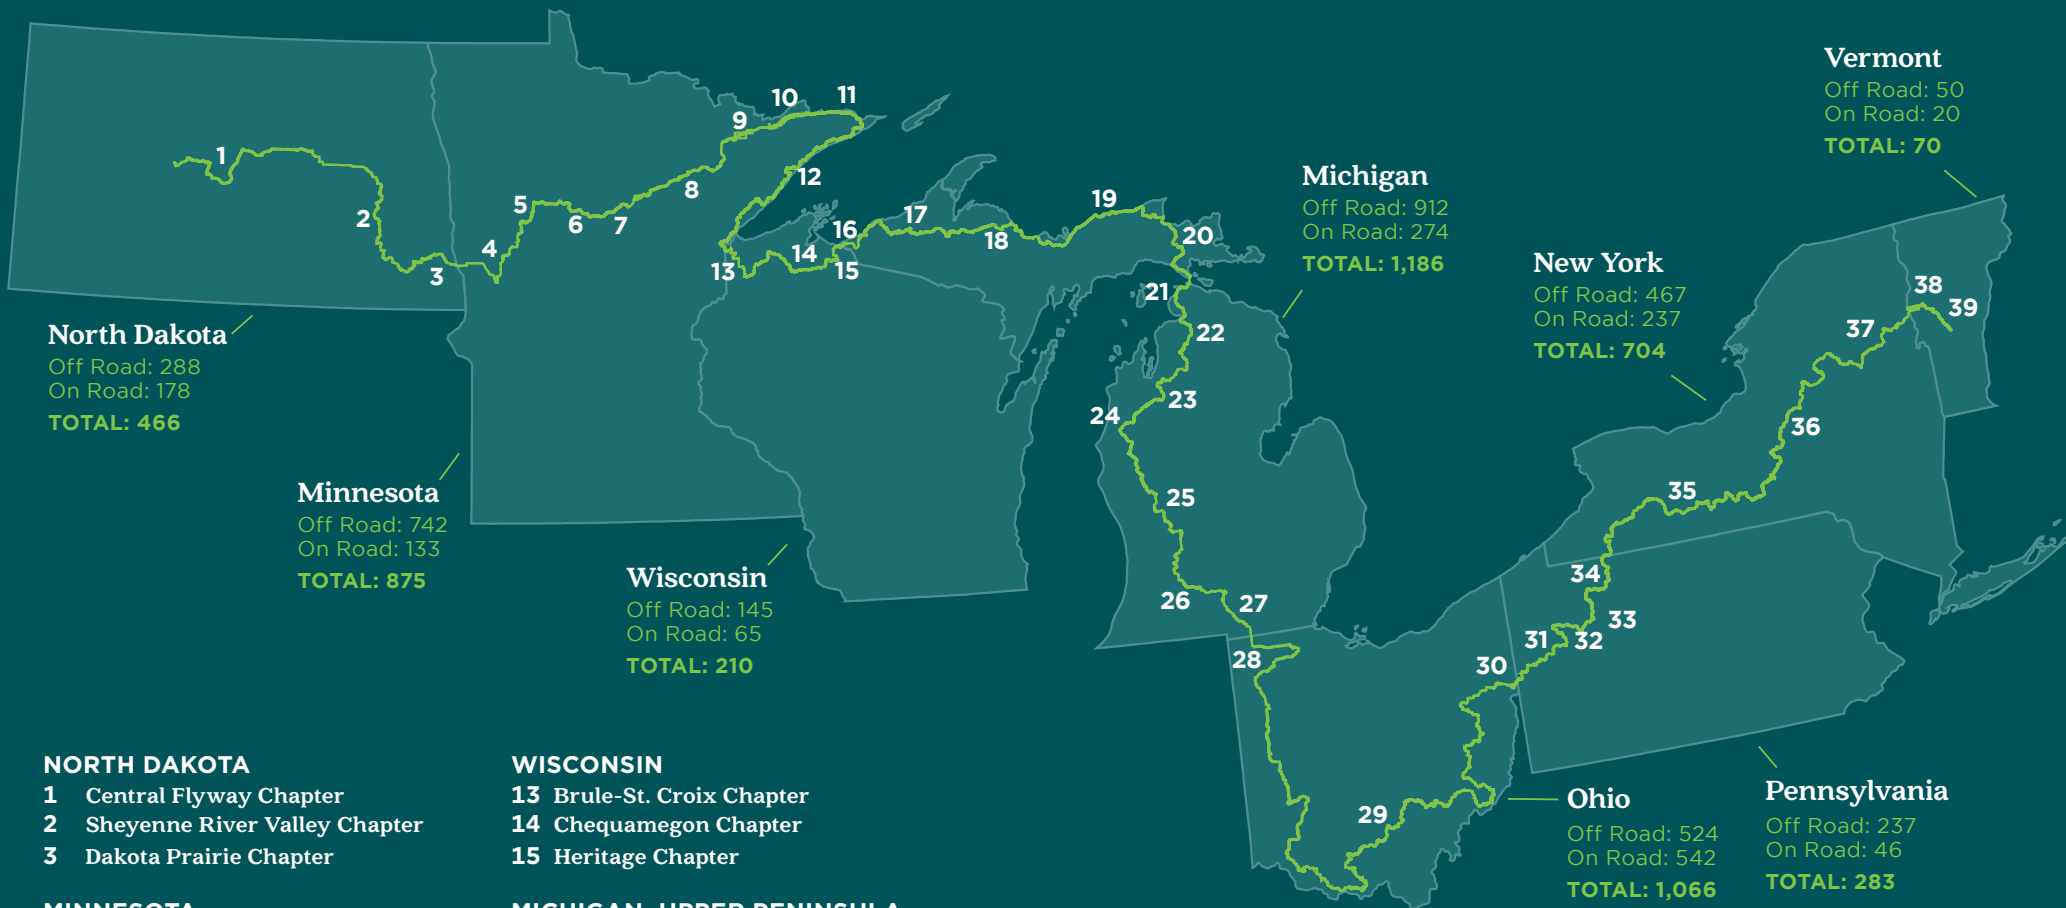 1
2
3
4
5
6
7
8
9
10
11
12
13
14
15
16
17
18
19
20
21
22
23
24
25
26
27
28
29
30
31
32
33
34
35
36
37
38
39
North Dakota
Off Road: 288
On Road: 178
TOTAL: 466
Minnesota
Off Road: 742
On Road: 133
TOTAL: 875
Wisconsin
Off Road: 145
On Road: 65
TOTAL: 210
Michigan
Off Road: 912
On Road: 274
TOTAL: 1,186
New York
Off Road: 467
On Road: 237
TOTAL: 704
Vermont
Off Road: 50
On Road: 20
TOTAL: 70
Ohio
Off Road: 524
On Road: 542
TOTAL: 1,066
Pennsylvania
Off Road: 237
On Road: 46
TOTAL: 283
NORTH DAKOTA
1 Central Flyway Chapter
2 Sheyenne River Valley Chapter
3 Dakota Prairie Chapter
MINNESOTA
WISCONSIN
13 Brule-St. Croix Chapter
14 Chequamegon Chapter
15 Heritage Chapter
MICHIGAN, UPPER PENINSULA